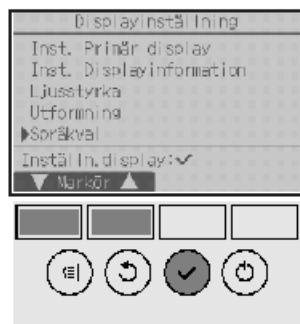 Displayinställning
Inst. Primär display
Inst. Displayinformation
Ljusstyrka
Utformning
▶Språkval
Inställn.display:✔
▼ Markör ▲